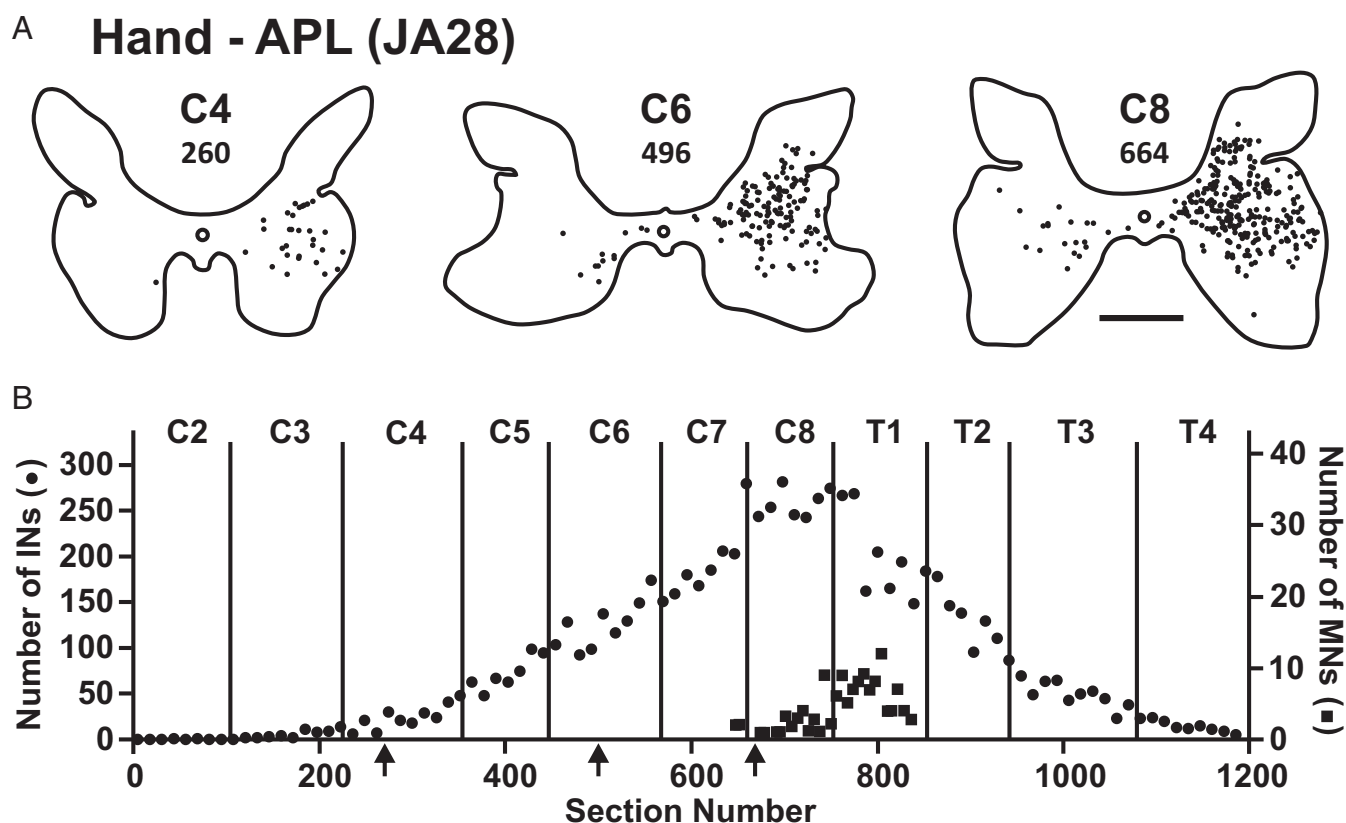 A
Hand - APL (JA28)
C4
260
C6
496
C8
664
B
C2 C3 C4 C5 C6 C7 C8 T1 T2 T3 T4
Number of INs (●)
300
250
200
150
100
50
0
40
30
20
10
0
Number of MNs (■)
0 200 400 600 800 1000 1200
Section Number